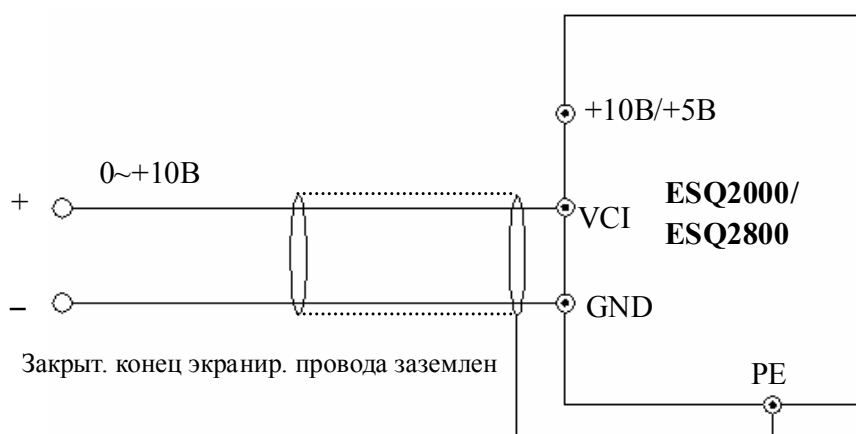 +10В/+5В
0~+10В
+
VCI
ESQ2000/
ESQ2800
–
GND
Закрыт. конец экранир. провода заземлен
PE